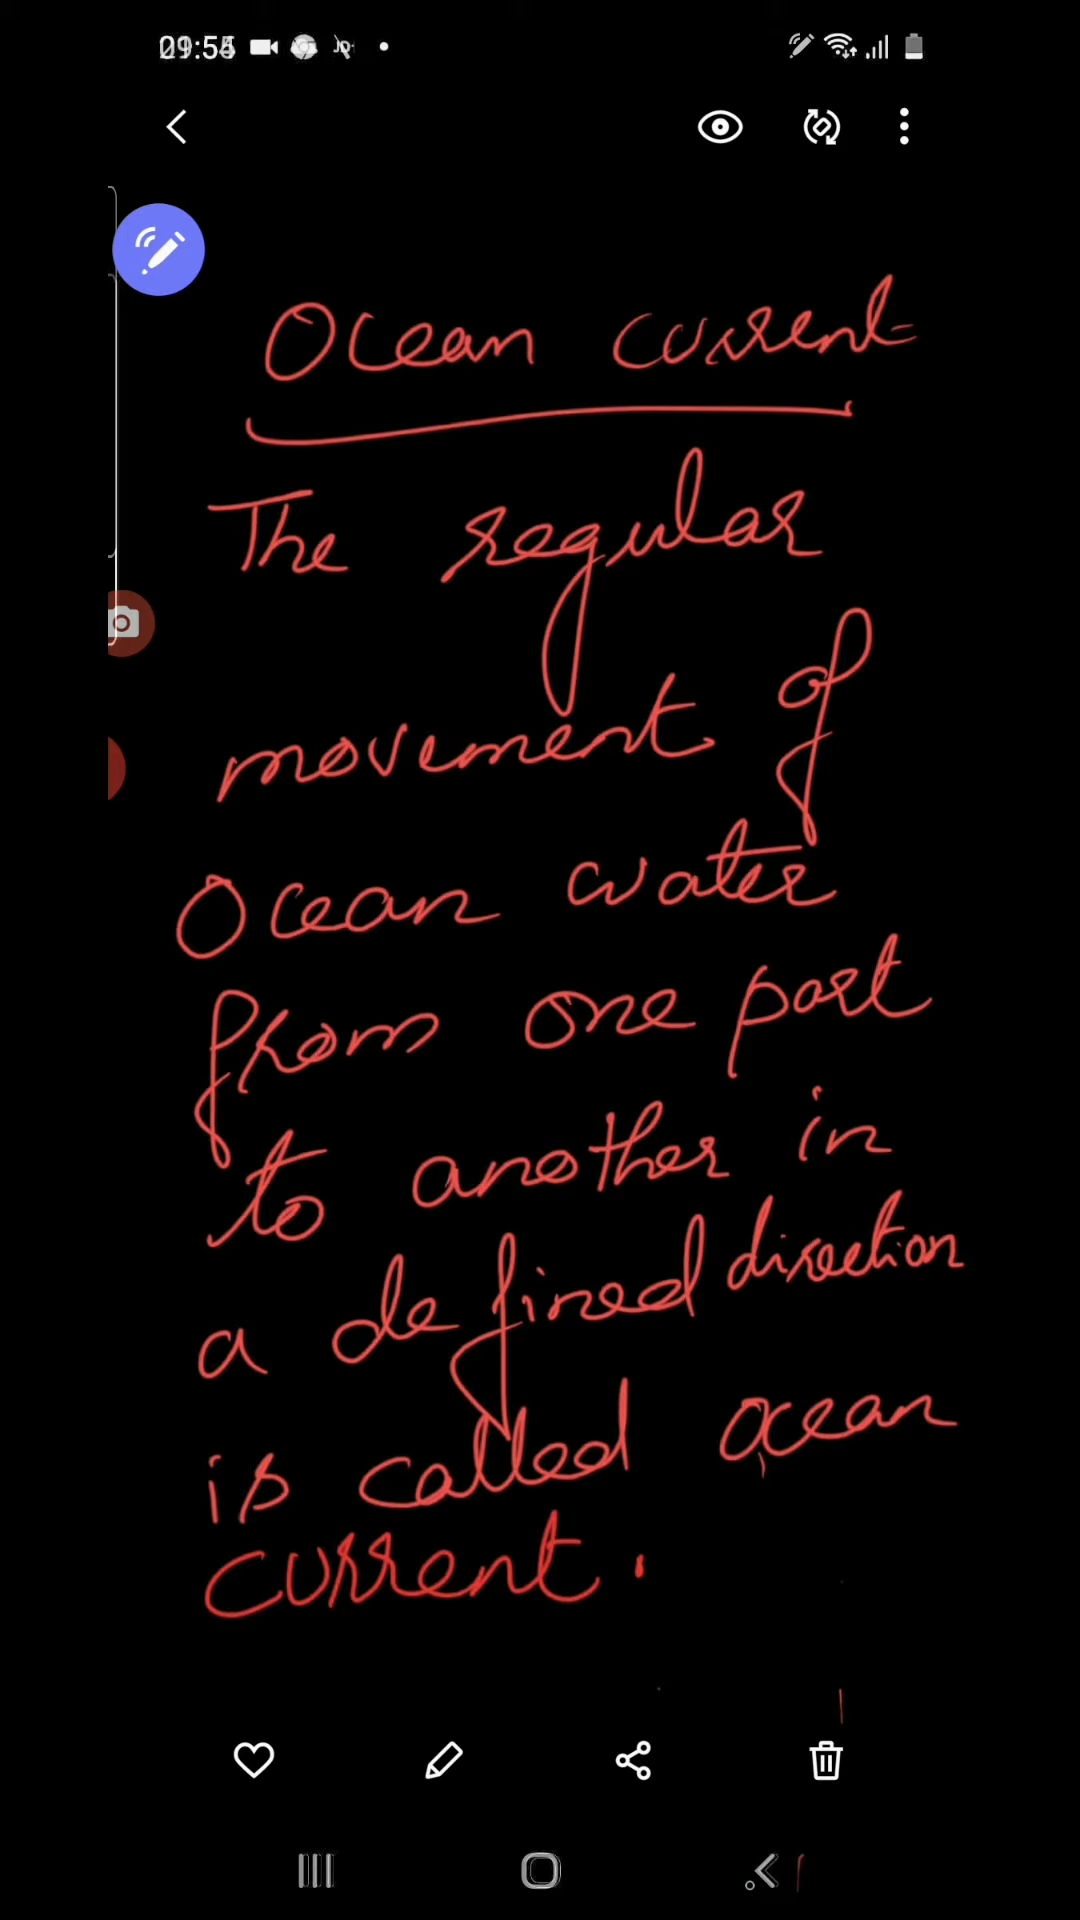 Ocean current
The regular
movement of
Ocean water
from one part
to another in
a defined direction
is called ocean
current.